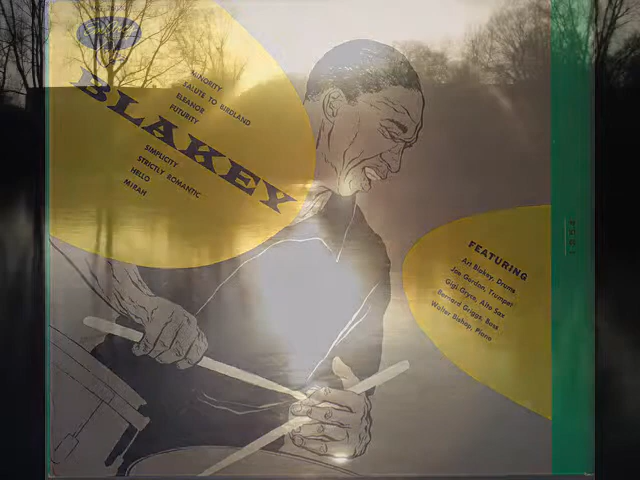 MINORITY
SALUTE TO BIRDLAND
ELEANOR
FUTURITY
BLAKEY
SIMPLICITY
STRICTLY ROMANTIC
HELLO
MIRAH
FEATURING
Art Blakey, Drums
Joe Gordon, Trumpet
Gigi Gryce, Alto Sax
Bernard Griggs, Bass
Walter Bishop, Piano